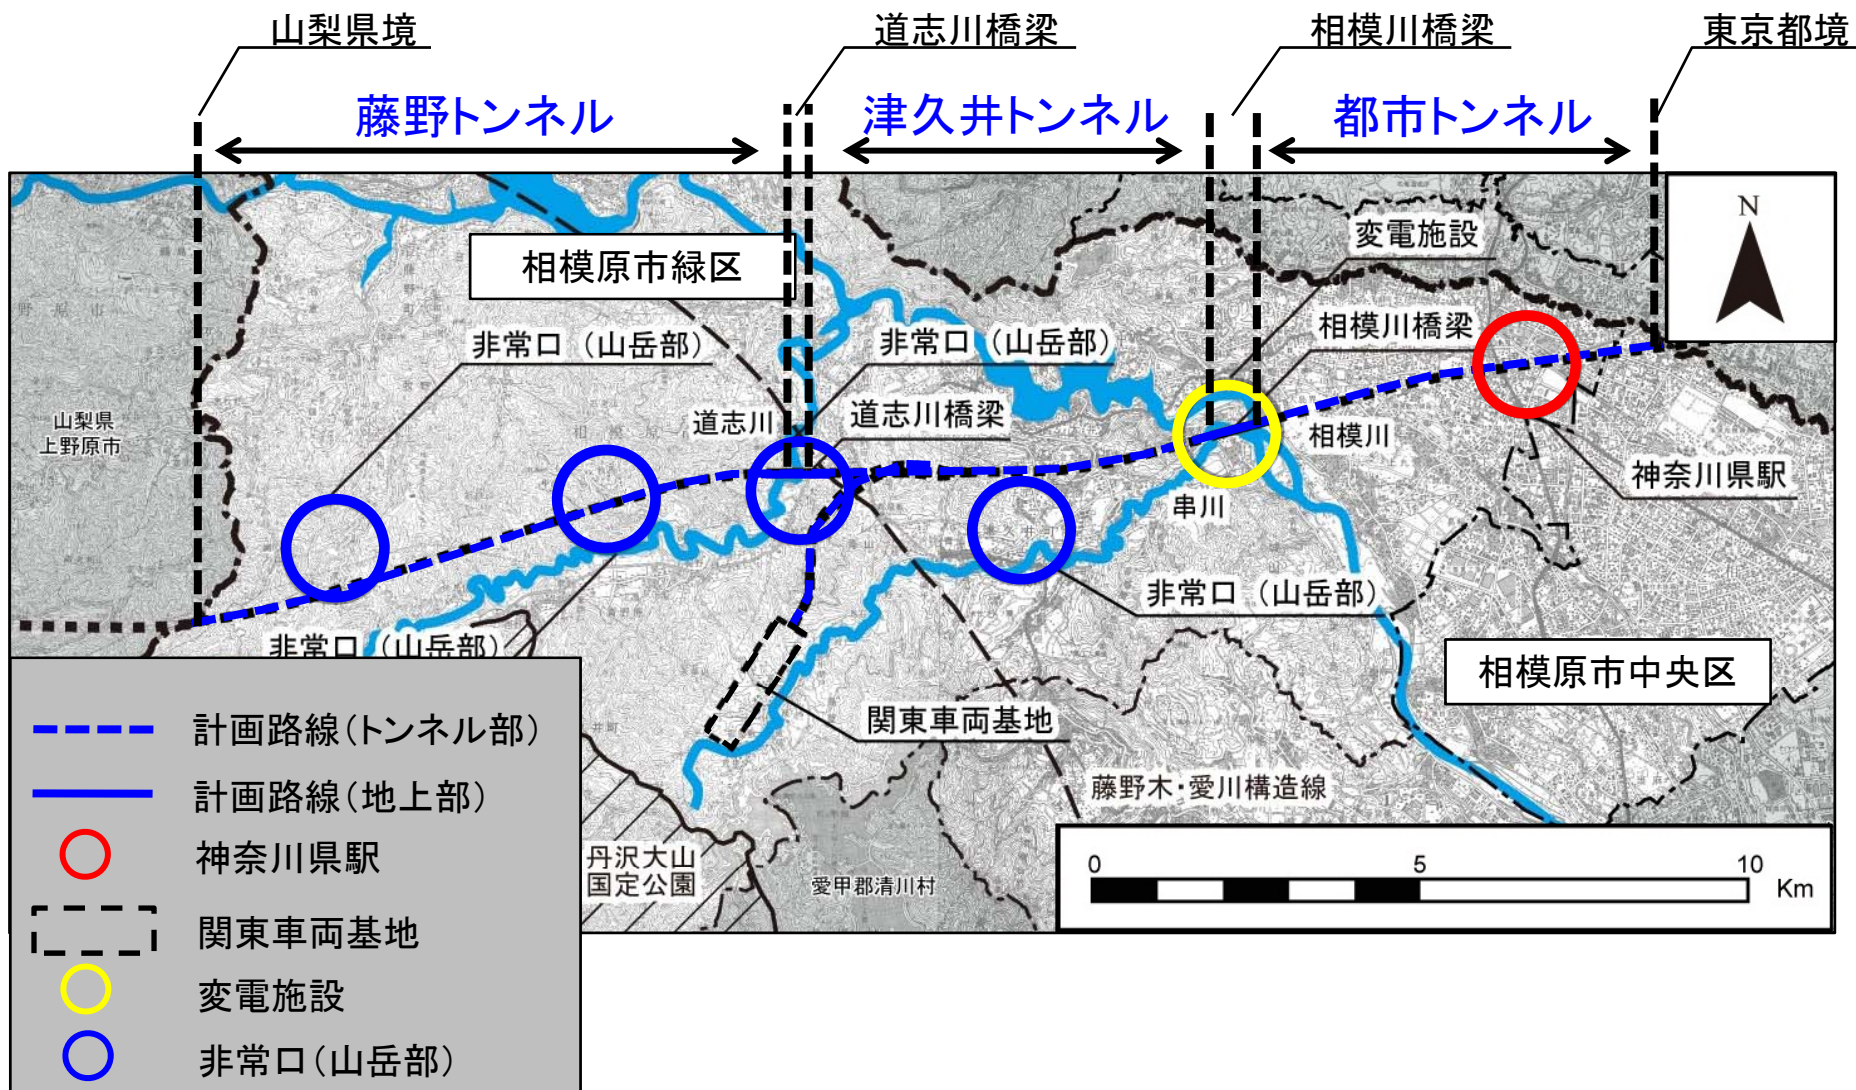 山梨県境
道志川橋梁
相模川橋梁
東京都境
藤野トンネル
津久井トンネル
都市トンネル
N
変電施設
相模原市緑区
相模川橋梁
非常口（山岳部）
非常口（山岳部）
山梨県
上野原市
道志川
道志川橋梁
相模川
神奈川県駅
串川
非常口（山岳部）
非常口（山岳部）
相模原市中央区
関東車両基地
藤野木・愛川構造線
丹沢大山
国定公園
愛甲郡清川村
0
5
10
Km
計画路線（トンネル部）
計画路線（地上部）
神奈川県駅
関東車両基地
変電施設
非常口（山岳部）